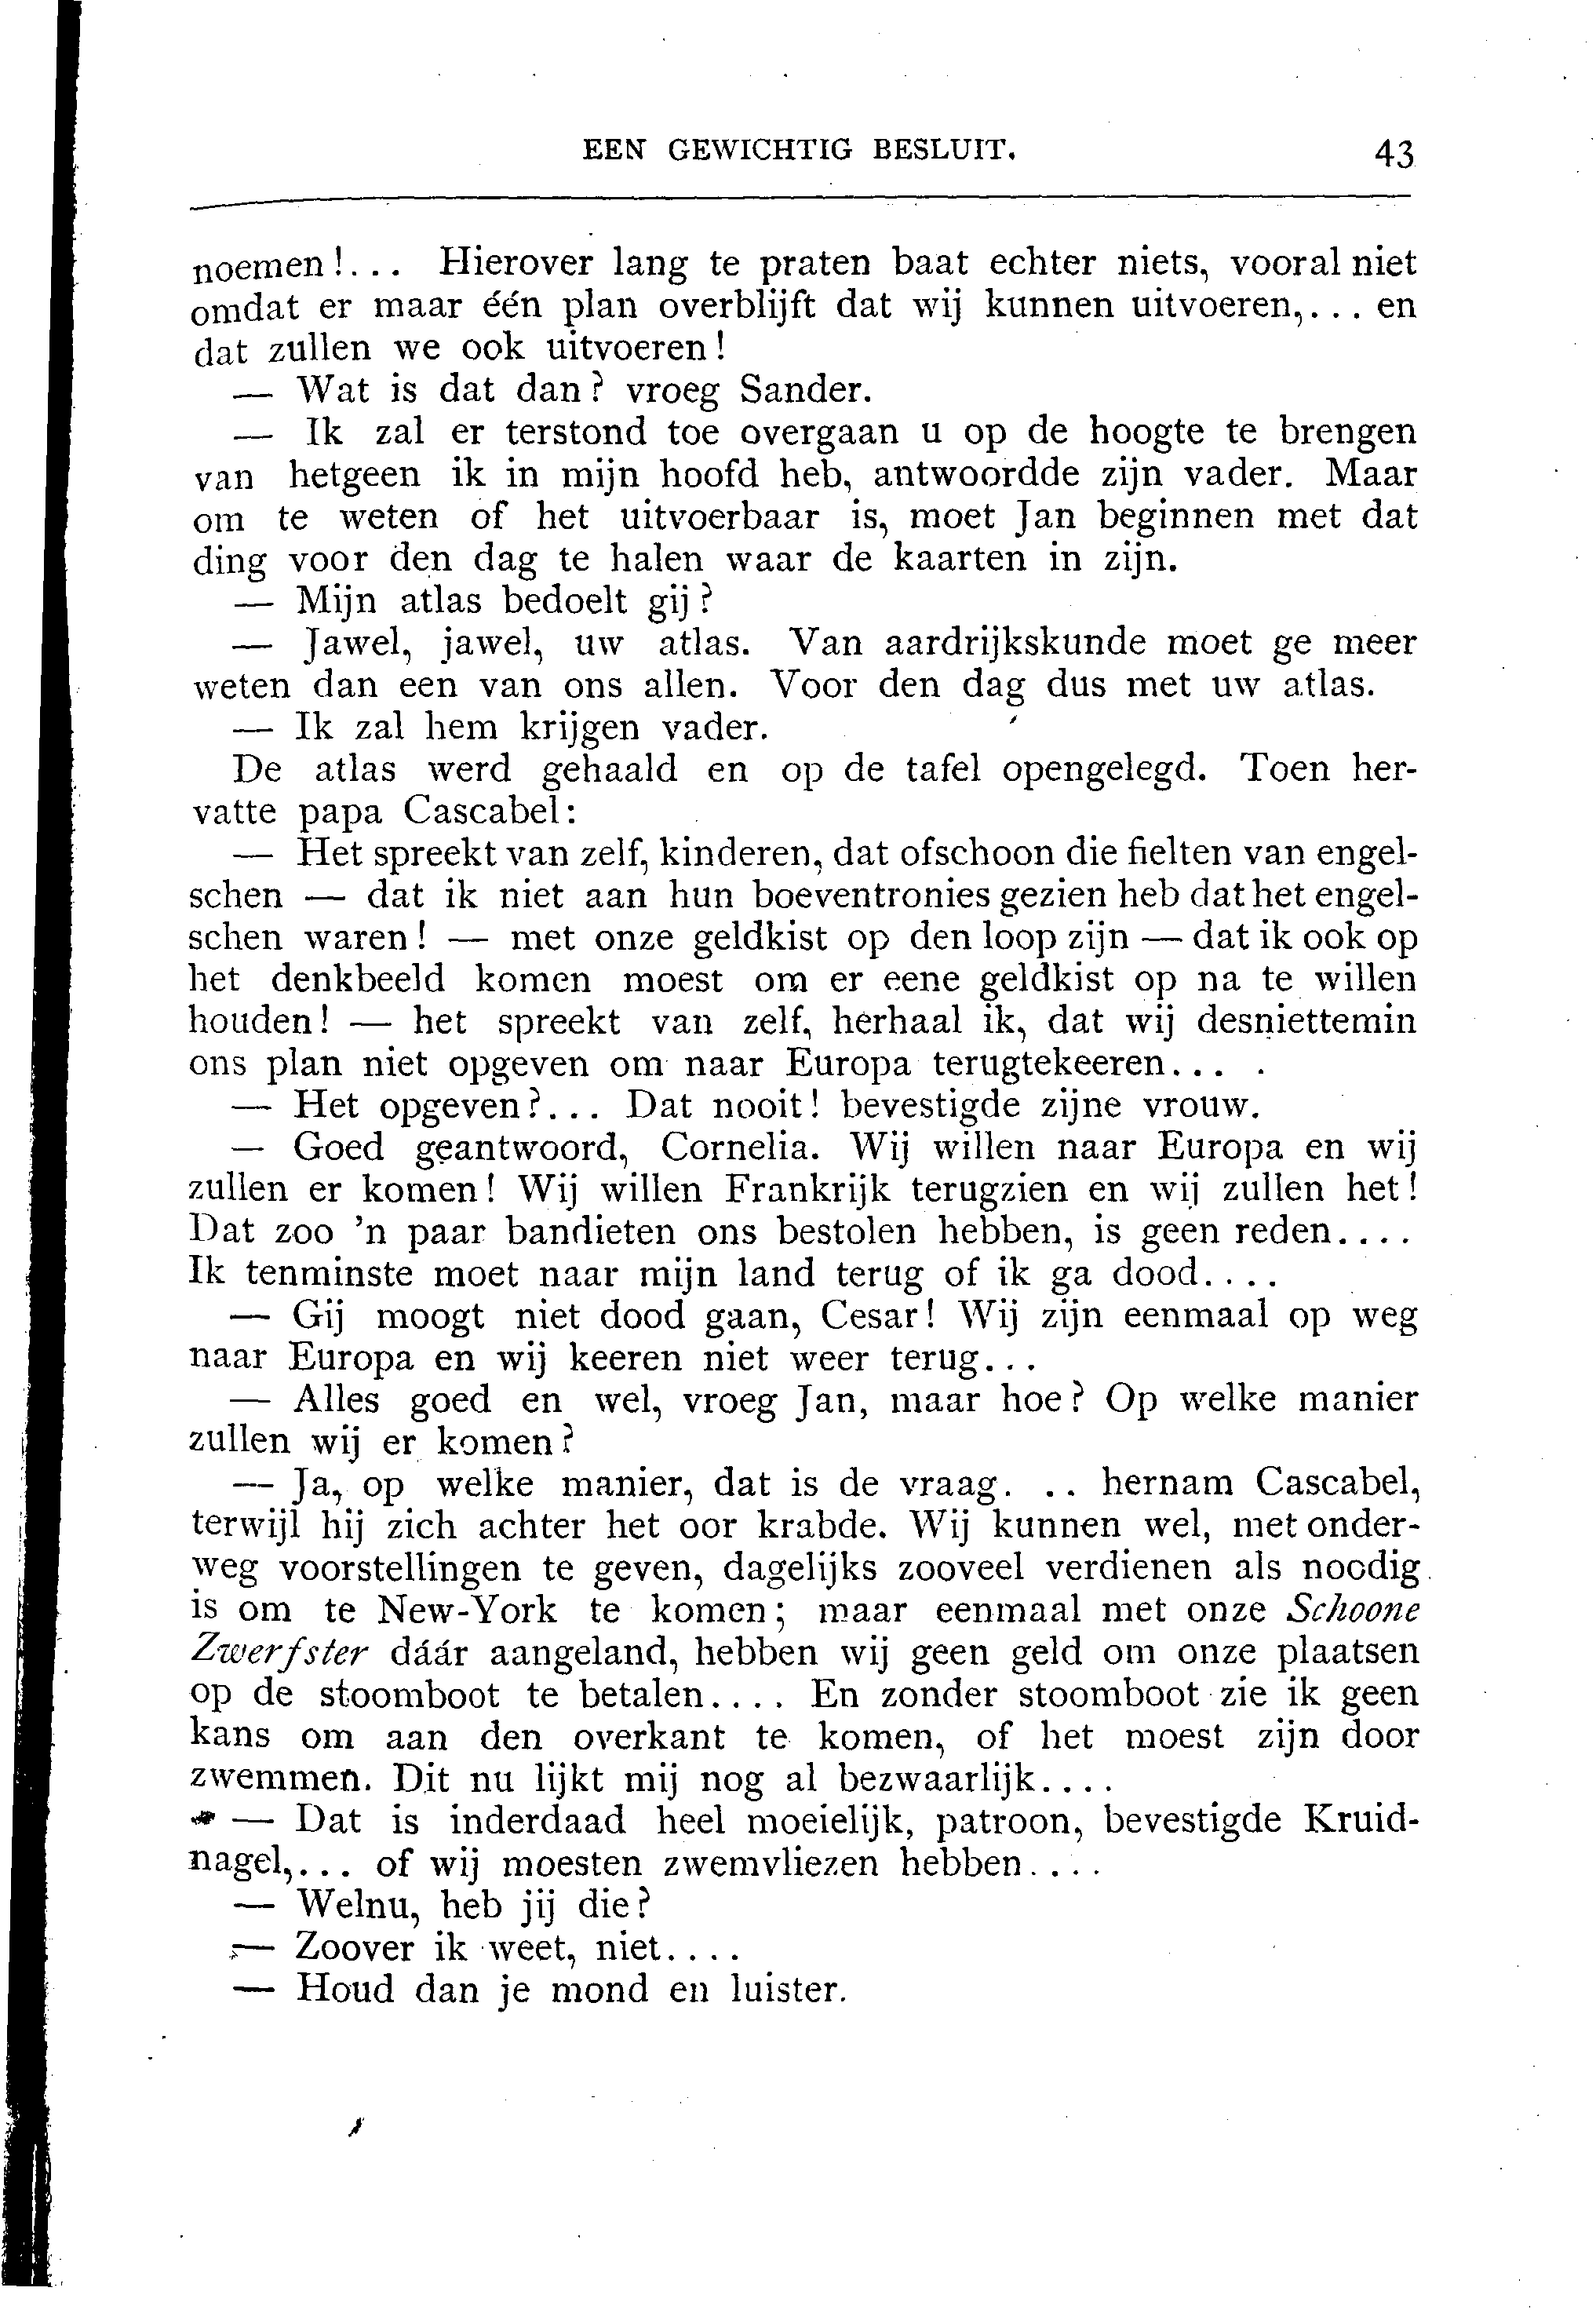 EEN GEWICHTIG BESLUIT. 43
noemen!... Hierover lang te praten baat echter niets, vooral niet
omdat er maar één plan overblijft dat wij kunnen uitvoeren,... en
dat zullen we ook uitvoeren!
— Wat is dat dan? vroeg Sander.
— Ik zal er terstond toe overgaan u op de hoogte te brengen
van hetgeen ik in mijn hoofd heb, antwoordde zijn vader. Maar
om te weten of het uitvoerbaar is, moet Jan beginnen met dat
ding voor den dag te halen waar de kaarten in zijn.
— Mijn atlas bedoelt gij?
— Jawel, jawel, uw atlas. Van aardrijkskunde moet ge meer
weten dan een van ons allen. Voor den dag dus met uw atlas.
— Ik zal hem krijgen vader.
De atlas werd gehaald en op de tafel opengelegd. Toen her-
vatte papa Cascabel:
— Het spreekt van zelf, kinderen, dat ofschoon die fielten van engel-
schen — dat ik niet aan hun boeventronies gezien heb dat het engel-
schen waren! — met onze geldkist op den loop zijn — dat ik ook op
het denkbeeld komen moest om er eene geldkist op na te willen
houden! — het spreekt van zelf, herhaal ik, dat wij desniettemin
ons plan niet opgeven om naar Europa terugtekeeren... .
— Het opgeven?... Dat nooit! bevestigde zijne vrouw.
— Goed geantwoord, Cornelia. Wij willen naar Europa en wij
zullen er komen! Wij willen Frankrijk terugzien en wij zullen het!
Dat zoo 'n paar bandieten ons bestolen hebben, is geen reden....
Ik tenminste moet naar mijn land terug of ik ga dood....
— Gij moogt niet dood gaan, Cesar! Wij zijn eenmaal op weg
naar Europa en wij keeren niet weer terug...
— Alles goed en wel, vroeg Jan, maar hoe? Op welke manier
zullen wij er komen?
— Ja, op welke manier, dat is de vraag. .. hernam Cascabel,
terwijl hij zich achter het oor krabde. Wij kunnen wel, met onder-
weg voorstellingen te geven, dagelijks zooveel verdienen als noodig
is om te New-York te komen; maar eenmaal met onze Schoone
Zwerfster dáár aangeland, hebben wij geen geld om onze plaatsen
op de stoomboot te betalen.... En zonder stoomboot zie ik geen
kans om aan den overkant te komen, of het moest zijn door
zwemmen. Dit nu lijkt mij nog al bezwaarlijk....
— Dat is inderdaad heel moeielijk, patroon, bevestigde Kruid-
nagel,... of wij moesten zwemvliezen hebben....
— Welnu, heb jij die?
— Zoover ik weet, niet....
— Houd dan je mond en luister.